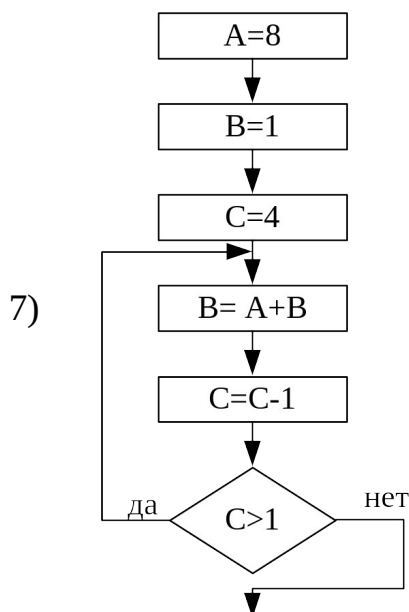 A=8
B=1
C=4
7)
B= A+B
C=C-1
да
C>1
нет